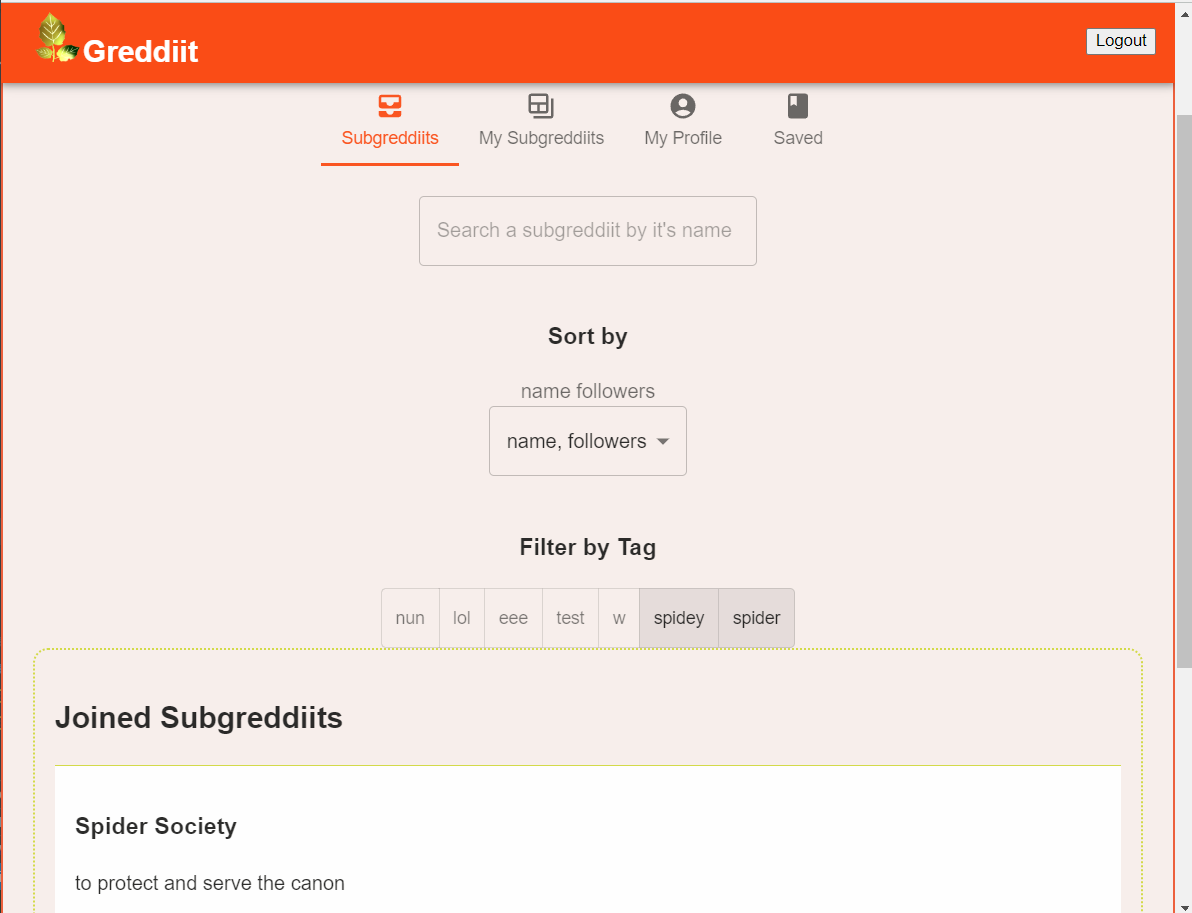 Greddiit
Logout
Subgreddiits
My Subgreddiits
My Profile
Saved
Search a subgreddiit by it's name
Sort by
name followers
name, followers
Filter by Tag
nun lol eee test w spidey spider
Joined Subgreddiits
Spider Society
to protect and serve the canon